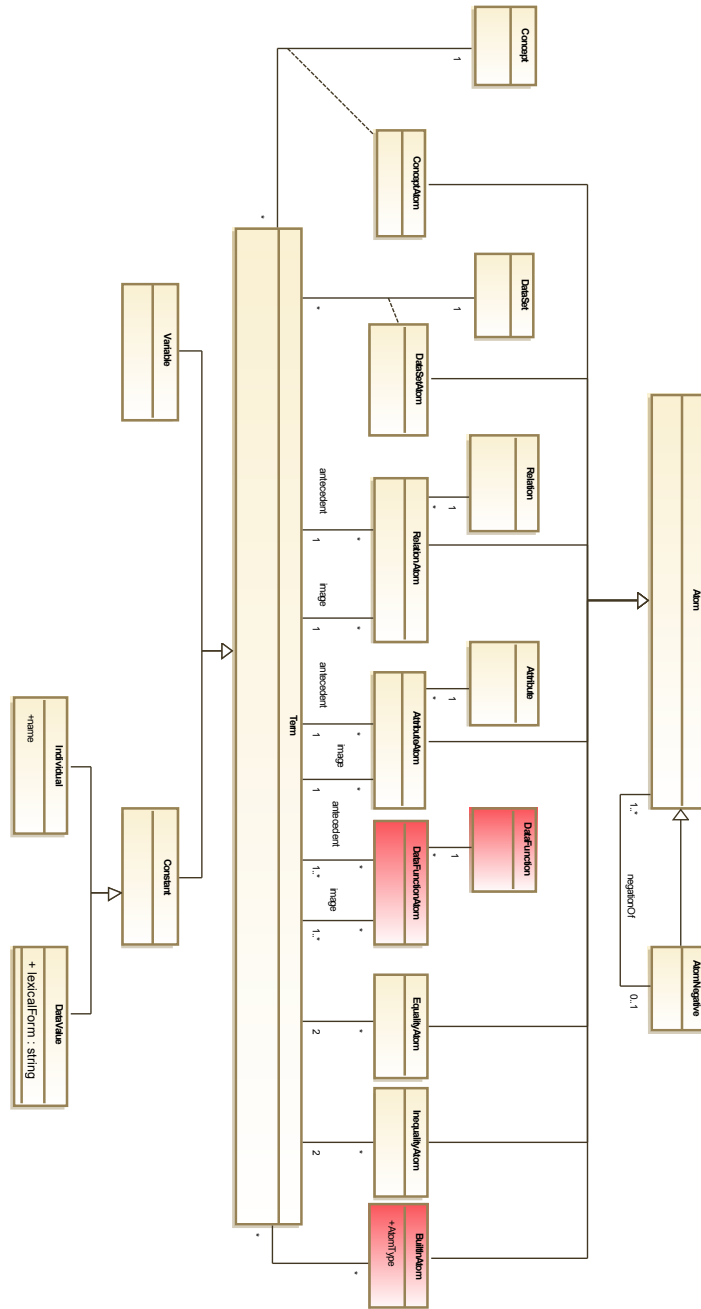 Atom
AtomNegative
1..*
negationOf
0..1
Concept
1
ConceptAtom
*
DataSet
1
DataSetAtom
*
Relation
1
*
RelationAtom
antecedent
1
*
image
1
*
Attribute
1
*
AttributeAtom
antecedent
1
*
image
1
*
DataFunction
1
*
DataFunctionAtom
antecedent
1..*
*
image
1..*
*
EqualityAtom
2
*
InequalityAtom
2
*
BuiltInAtom
+AtomType
*
*
Term
Variable
Constant
Individual
+name
DataValue
+ lexicalForm : string